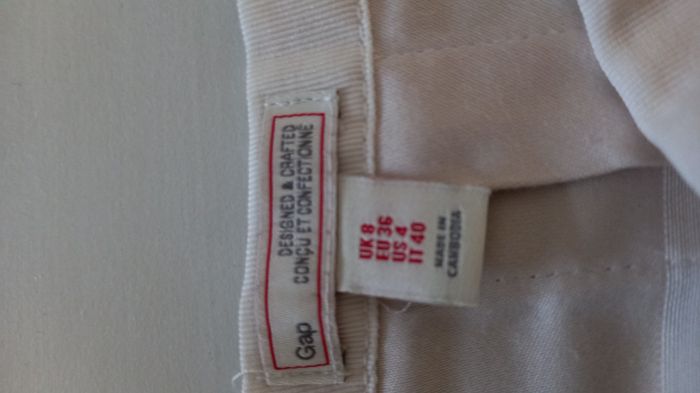 Gap
DESIGNED & CRAFTED
CONÇU ET CONFECTIONNÉ
UK 8
EU 36
US 4
IT 40
MADE IN
CAMBODIA